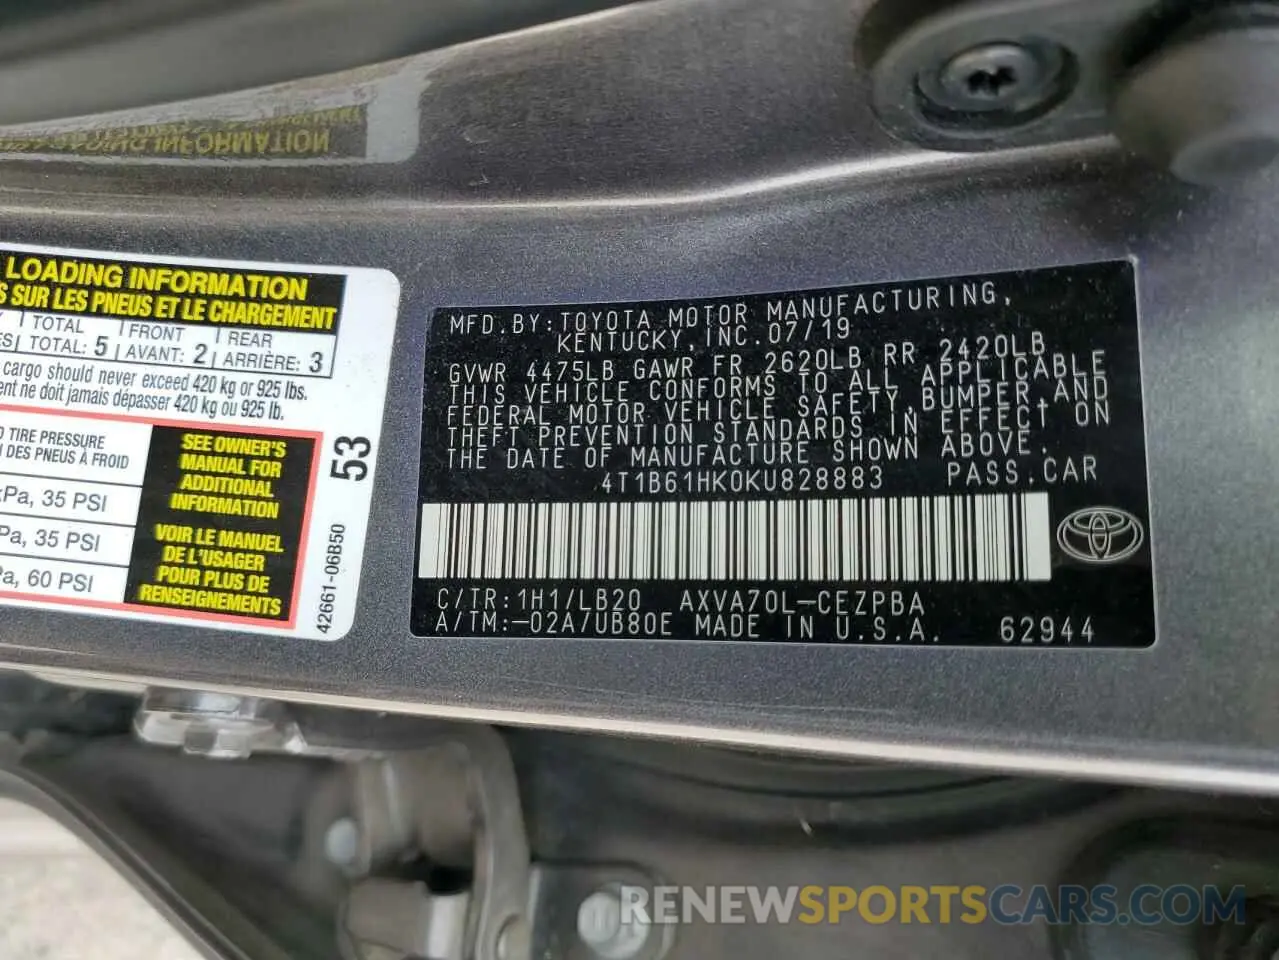 LOADING INFORMATION
S SUR LES PNEUS ET LE CHARGEMENT
TOTAL FRONT REAR
TOTAL: 5 AVANT: 2 ARRIÈRE: 3
cargo should never exceed 420 kg or 925 lbs.
ent ne doit jamais dépasser 420 kg ou 925 lb.
TIRE PRESSURE
DES PNEUS À FROID
kPa, 35 PSI
Pa, 35 PSI
a, 60 PSI
SEE OWNER'S
MANUAL FOR
ADDITIONAL
INFORMATION
VOIR LE MANUEL
DE L'USAGER
POUR PLUS DE
RENSEIGNEMENTS
53
42661-06B50
MFD. BY: TOYOTA MOTOR MANUFACTURING,
KENTUCKY, INC. 07/19
GVWR 4475LB GAWR FR 2620LB RR 2420LB
THIS VEHICLE CONFORMS TO ALL APPLICABLE
FEDERAL MOTOR VEHICLE SAFETY, BUMPER, AND
THEFT PREVENTION STANDARDS IN EFFECT ON
THE DATE OF MANUFACTURE SHOWN ABOVE.
4T1B61HK0KU828883 PASS. CAR
C/TR: 1H1/LB20 AXVA70L-CEZPBA
A/TM: -02A/UB80E MADE IN U.S.A. 62944
RENEWSPORTSCARS.COM